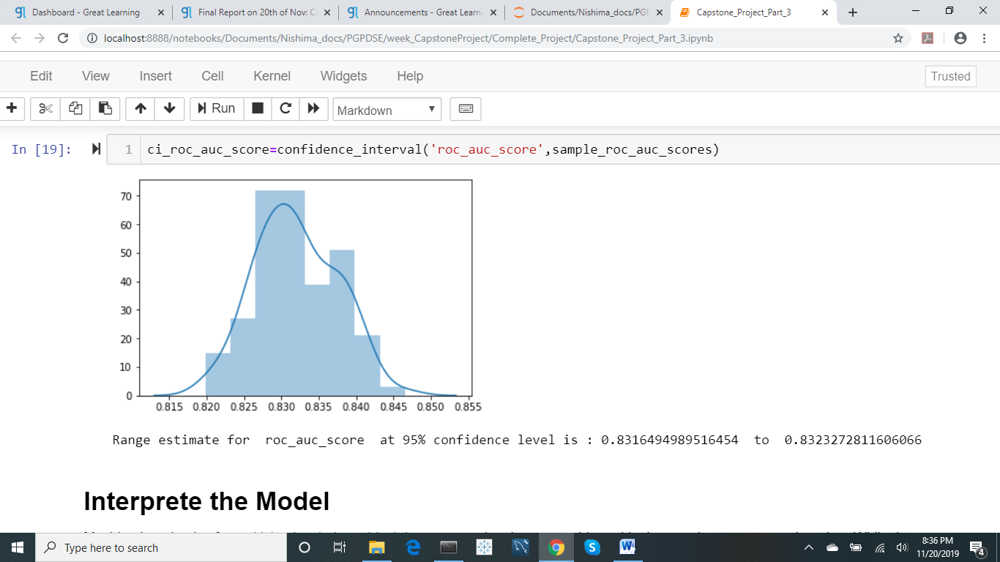 Dashboard - Great Learning
Final Report on 20th of Nov: C
Announcements - Great Learni
Documents/Nishima_docs/PGP
Capstone_Project_Part_3
localhost:8888/notebooks/Documents/Nishima_docs/PGPDSE/week_CapstoneProject/Complete_Project/Capstone_Project_Part_3.ipynb
Edit View Insert Cell Kernel Widgets Help Trusted
Run Markdown
In [19]: 1 ci_roc_auc_score=confidence_interval('roc_auc_score',sample_roc_auc_scores)
70
60
50
40
30
20
10
0
0.815 0.820 0.825 0.830 0.835 0.840 0.845 0.850 0.855
Range estimate for roc_auc_score at 95% confidence level is : 0.8316494989516454 to 0.8323272811606066
Interprete the Model
Type here to search
8:36 PM
11/20/2019
4